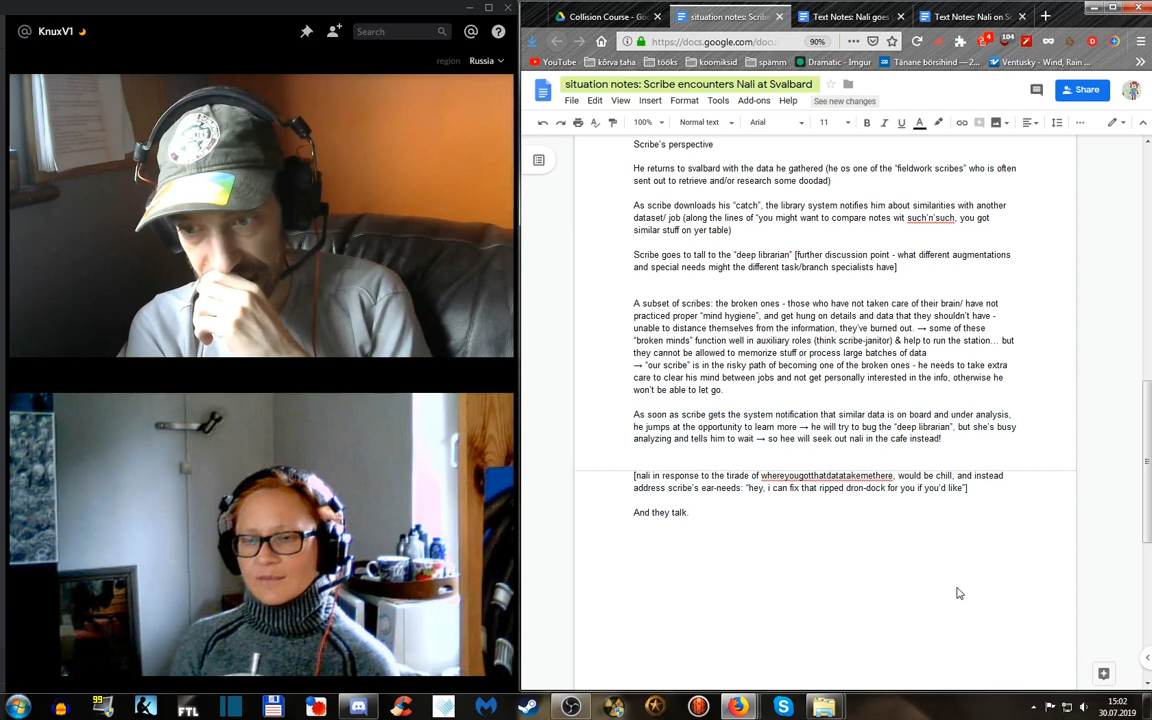 KnuxV1
Search
region Russia
Collision Course - Goo
situation notes: Scribe
Text Notes: Nali goes
Text Notes: Nali on S
https://docs.google.com/docu
90%
104
4
YouTube
kõrva taha
tööks
koomiksid
spämm
Dramatic - Imgur
Tänane börsihind — 2
Ventusky - Wind, Rain ...
situation notes: Scribe encounters Nali at Svalbard
File Edit View Insert Format Tools Add-ons Help See new changes
Share
100% Normal text Arial 11 B I U A
Scribe's perspective
He returns to svalbard with the data he gathered (he os one of the "fieldwork scribes" who is often
sent out to retrieve and/or research some doodad)
As scribe downloads his "catch", the library system notifies him about similarities with another
dataset/ job (along the lines of "you might want to compare notes wit such'n'such, you got
similar stuff on yer table)
Scribe goes to tall to the "deep librarian" [further discussion point - what different augmentations
and special needs might the different task/branch specialists have]
A subset of scribes: the broken ones - those who have not taken care of their brain/ have not
practiced proper "mind hygiene", and get hung on details and data that they shouldn't have -
unable to distance themselves from the information, they've burned out. → some of these
"broken minds" function well in auxiliary roles (think scribe-janitor) & help to run the station... but
they cannot be allowed to memorize stuff or process large batches of data
→ "our scribe" is in the risky path of becoming one of the broken ones - he needs to take extra
care to clear his mind between jobs and not get personally interested in the info, otherwise he
won't be able to let go.
As soon as scribe gets the system notification that similar data is on board and under analysis,
he jumps at the opportunity to learn more → he will try to bug the "deep librarian", but she's busy
analyzing and tells him to wait → so hee will seek out nali in the cafe instead!
[nali in response to the tirade of whereyougotthatdatatakemethere, would be chill, and instead
address scribe's ear-needs: "hey, i can fix that ripped dron-dock for you if you'd like"]
And they talk.
99
FTL
15:02
30.07.2019